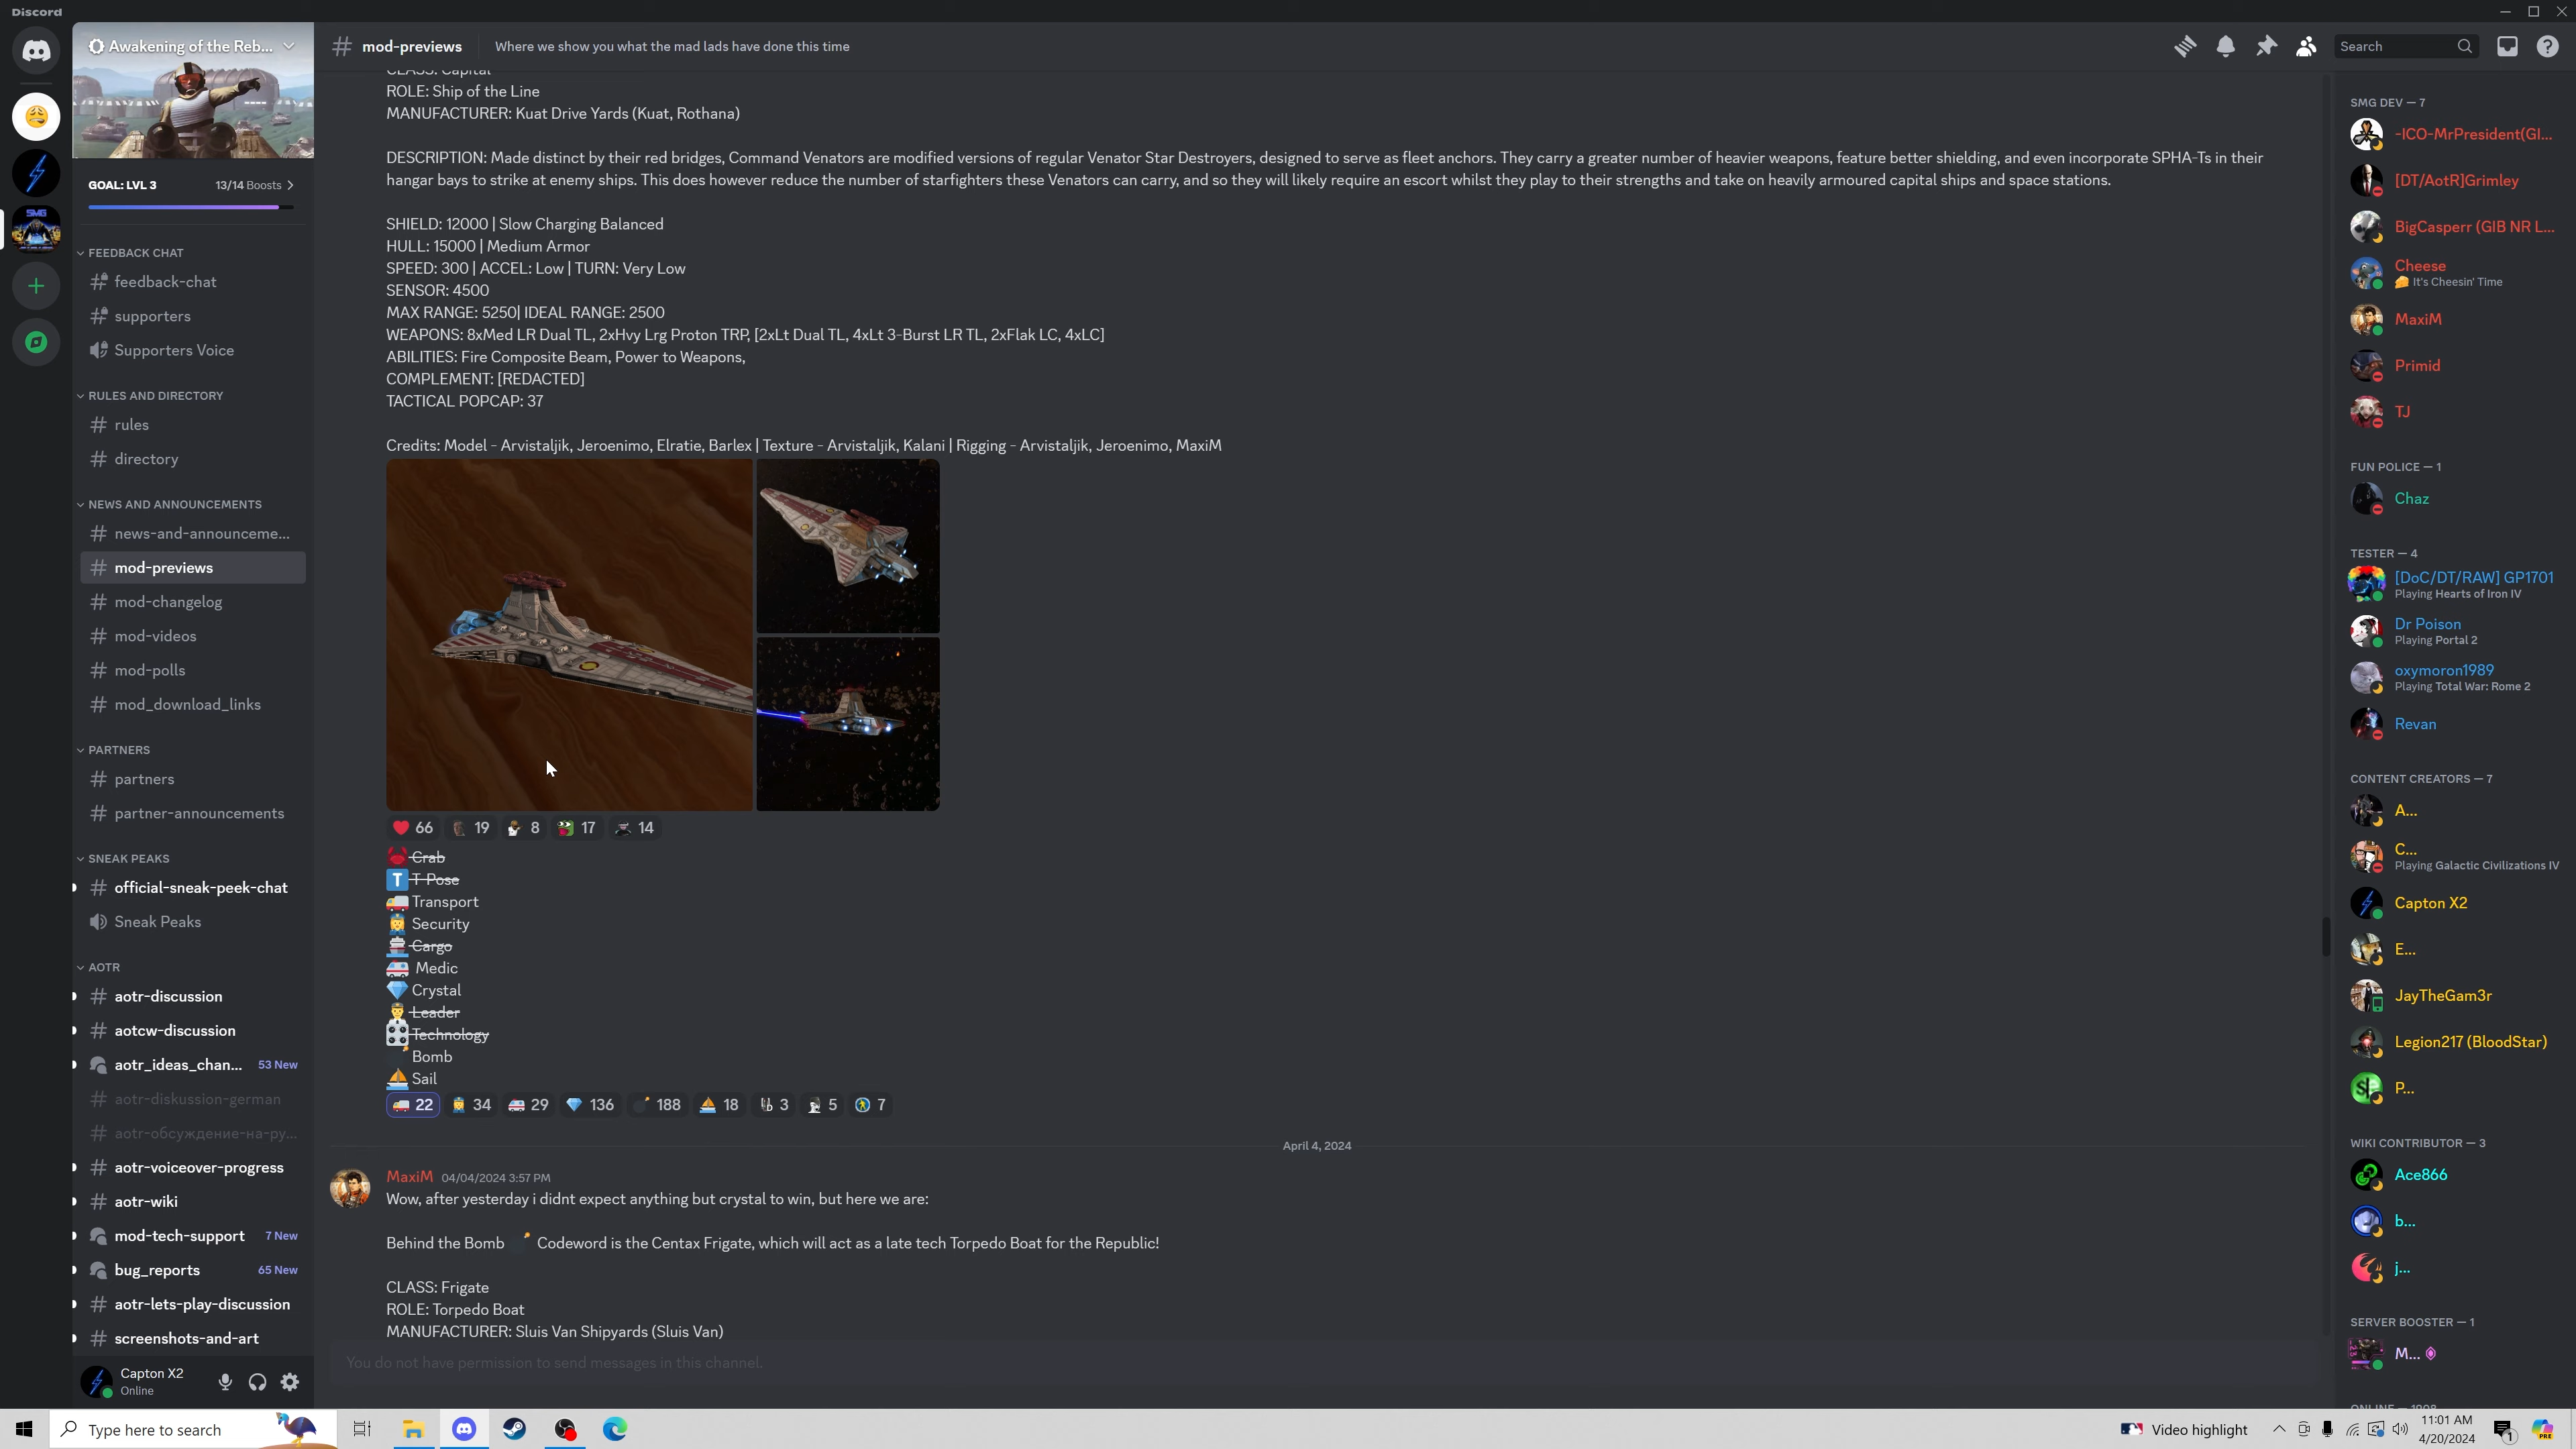 Discord
Awakening of the Reb...
GOAL: LVL 3
13/14 Boosts
FEEDBACK CHAT
feedback-chat
supporters
Supporters Voice
RULES AND DIRECTORY
rules
directory
NEWS AND ANNOUNCEMENTS
news-and-announceme...
mod-previews
mod-changelog
mod-videos
mod-polls
mod_download_links
PARTNERS
partners
partner-announcements
SNEAK PEAKS
official-sneak-peek-chat
Sneak Peaks
AOTR
aotr-discussion
aotcw-discussion
aotr_ideas_chan... 53 New
aotr-diskussion-german
aotr-обсуждение-на-ру...
aotr-voiceover-progress
aotr-wiki
mod-tech-support 7 New
bug_reports 65 New
aotr-lets-play-discussion
screenshots-and-art
Capton X2
Online
mod-previews
Where we show you what the mad lads have done this time
Search
CLASS: Capital
ROLE: Ship of the Line
MANUFACTURER: Kuat Drive Yards (Kuat, Rothana)
DESCRIPTION: Made distinct by their red bridges, Command Venators are modified versions of regular Venator Star Destroyers, designed to serve as fleet anchors. They carry a greater number of heavier weapons, feature better shielding, and even incorporate SPHA-Ts in their
hangar bays to strike at enemy ships. This does however reduce the number of starfighters these Venators can carry, and so they will likely require an escort whilst they play to their strengths and take on heavily armoured capital ships and space stations.
SHIELD: 12000 | Slow Charging Balanced
HULL: 15000 | Medium Armor
SPEED: 300 | ACCEL: Low | TURN: Very Low
SENSOR: 4500
MAX RANGE: 5250| IDEAL RANGE: 2500
WEAPONS: 8xMed LR Dual TL, 2xHvy Lrg Proton TRP, [2xLt Dual TL, 4xLt 3-Burst LR TL, 2xFlak LC, 4xLC]
ABILITIES: Fire Composite Beam, Power to Weapons,
COMPLEMENT: [REDACTED]
TACTICAL POPCAP: 37
Credits: Model - Arvistaljik, Jeroenimo, Elratie, Barlex | Texture - Arvistaljik, Kalani | Rigging - Arvistaljik, Jeroenimo, MaxiM
66 19 8 17 14
Crab
T T Pose
Transport
Security
Cargo
Medic
Crystal
Leader
Technology
Bomb
Sail
22 34 29 136 188 18 3 5 7
April 4, 2024
MaxiM 04/04/2024 3:57 PM
Wow, after yesterday i didnt expect anything but crystal to win, but here we are:
Behind the Bomb Codeword is the Centax Frigate, which will act as a late tech Torpedo Boat for the Republic!
CLASS: Frigate
ROLE: Torpedo Boat
MANUFACTURER: Sluis Van Shipyards (Sluis Van)
You do not have permission to send messages in this channel.
SMG DEV — 7
-ICO-MrPresident(GI...
[DT/AotR]Grimley
BigCasperr (GIB NR L...
Cheese
It's Cheesin' Time
MaxiM
Primid
TJ
FUN POLICE — 1
Chaz
TESTER — 4
[DoC/DT/RAW] GP1701
Playing Hearts of Iron IV
Dr Poison
Playing Portal 2
oxymoron1989
Playing Total War: Rome 2
Revan
CONTENT CREATORS — 7
A...
C...
Playing Galactic Civilizations IV
Capton X2
E...
JayTheGam3r
Legion217 (BloodStar)
P...
WIKI CONTRIBUTOR — 3
Ace866
b...
j...
SERVER BOOSTER — 1
M...
Type here to search
Video highlight
11:01 AM
4/20/2024
1
PRE